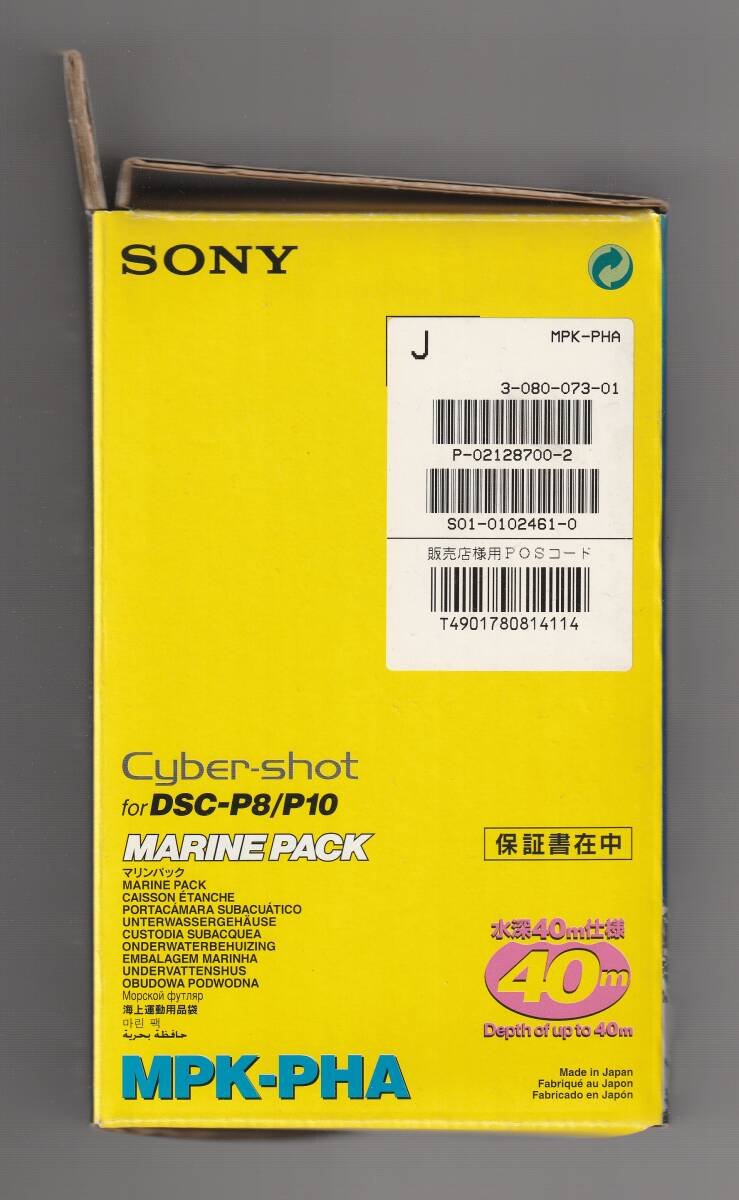 SONY
J
MPK-PHA
3-080-073-01
P-02128700-2
S01-0102461-0
販売店様用POSコード
T4901780814114
Cyber-shot
for DSC-P8/P10
MARINE PACK
マリンパック
MARINE PACK
CAISSON ÉTANCHE
PORTACÁMARA SUBACUÁTICO
UNTERWASSERGEHÄUSE
CUSTODIA SUBACQUEA
ONDERWATERBEHUIZING
EMBALAGEM MARINHA
UNDERVATTENSHUS
OBUDOWA PODWODNA
Морской футляр
海上運動用品袋
마린 팩
حافظة بحرية
MPK-PHA
保証書在中
水深40m仕様
40m
Depth of up to 40m
Made in Japan
Fabriqué au Japon
Fabricado en Japón